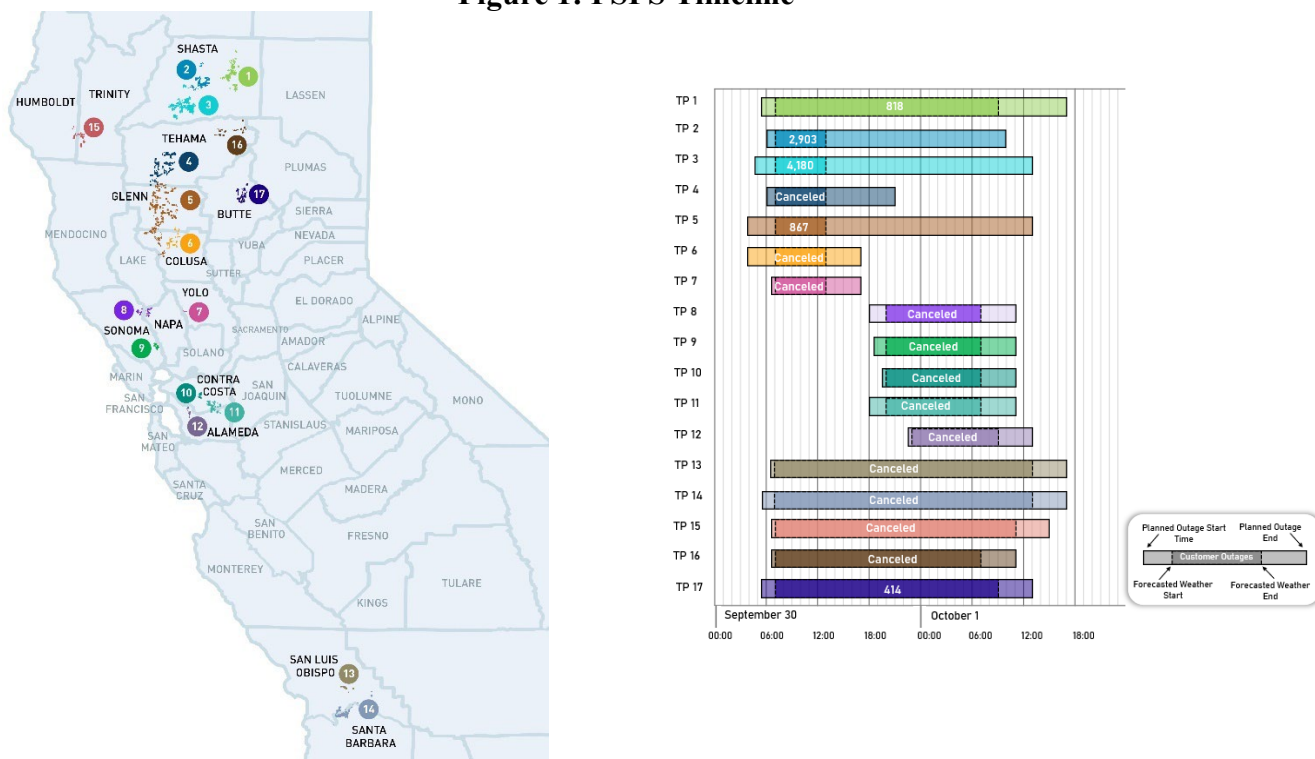 Figure 1: PSPS Timeline
SHASTA
2
1
3
LASSEN
HUMBOLDT
TRINITY
15
TEHAMA
16
4
PLUMAS
GLENN
5
17
BUTTE
SIERRA
MENDOCINO
6
NEVADA
YUBA
LAKE
COLUSA
PLACER
SUTTER
YOLO
EL DORADO
8
7
NAPA
SONOMA
ALPINE
SACRAMENTO
9
AMADOR
SOLANO
MARIN
CALAVERAS
CONTRA
COSTA
10
SAN
JOAQUIN
TUOLUMNE
MONO
SAN
FRANCISCO
11
12
ALAMEDA
STANISLAUS
MARIPOSA
SAN
MATEO
MERCED
SANTA
CRUZ
MADERA
SAN
BENITO
FRESNO
MONTEREY
TULARE
KINGS
SAN LUIS
OBISPO
13
14
SANTA
BARBARA
TP 1
818
TP 2
2,903
TP 3
4,180
TP 4
Canceled
TP 5
867
TP 6
Canceled
TP 7
Canceled
TP 8
Canceled
TP 9
Canceled
TP 10
Canceled
TP 11
Canceled
TP 12
Canceled
TP 13
Canceled
TP 14
Canceled
TP 15
Canceled
TP 16
Canceled
TP 17
414
September 30
October 1
00:00 06:00 12:00 18:00 00:00 06:00 12:00 18:00
Planned Outage Start
Time
Planned Outage
End
Customer Outages
Forecasted Weather
Start
Forecasted Weather
End